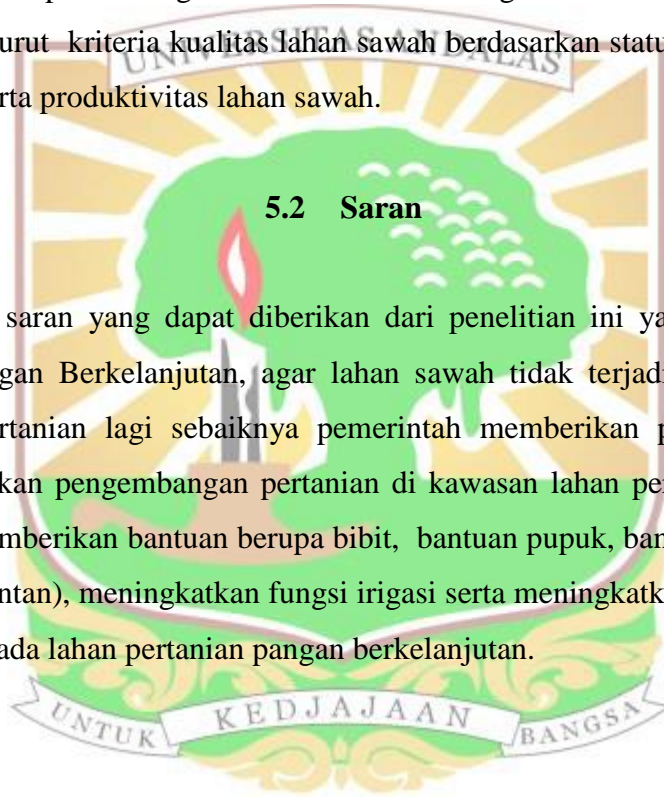 urut kriteria kualitas lahan sawah berdasarkan statu
UNIVERSITAS ANDALAS
rta produktivitas lahan sawah.
5.2 Saran
saran yang dapat diberikan dari penelitian ini ya
gan Berkelanjutan, agar lahan sawah tidak terjadi
rtanian lagi sebaiknya pemerintah memberikan p
kan pengembangan pertanian di kawasan lahan per
mberikan bantuan berupa bibit, bantuan pupuk, ban
ntan), meningkatkan fungsi irigasi serta meningkatk
ada lahan pertanian pangan berkelanjutan.
UNTUK KEDJAJAAN BANGSA